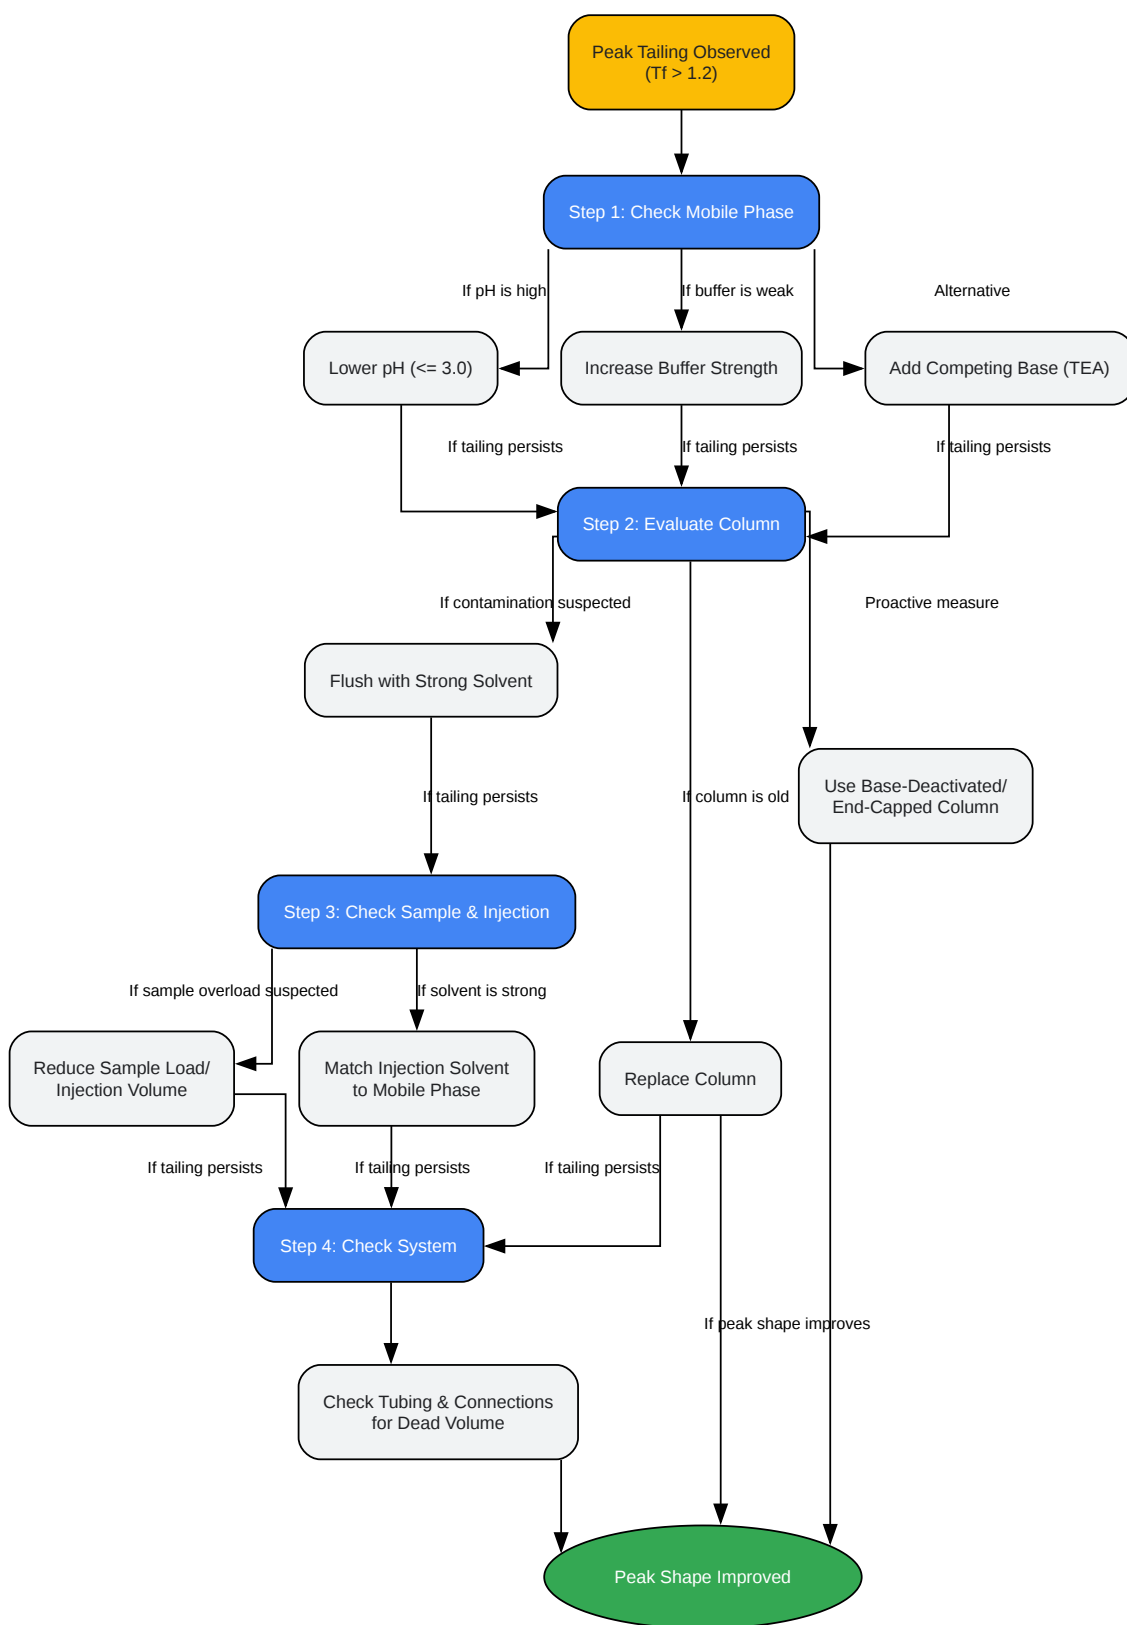 Peak Tailing Observed
(Tf > 1.2)
Step 1: Check Mobile Phase
If pH is high
If buffer is weak
Alternative
Lower pH (<= 3.0)
Increase Buffer Strength
Add Competing Base (TEA)
If tailing persists
If tailing persists
If tailing persists
Step 2: Evaluate Column
If contamination suspected
Proactive measure
Flush with Strong Solvent
If tailing persists
If column is old
Use Base-Deactivated/
End-Capped Column
Step 3: Check Sample & Injection
If sample overload suspected
If solvent is strong
Reduce Sample Load/
Injection Volume
Match Injection Solvent
to Mobile Phase
Replace Column
If tailing persists
If tailing persists
If tailing persists
Step 4: Check System
If peak shape improves
Check Tubing & Connections
for Dead Volume
Peak Shape Improved